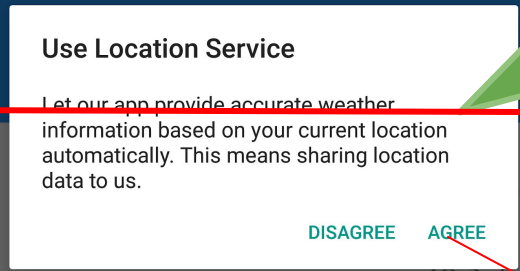 Use Location Service
Let our app provide accurate weather
information based on your current location
automatically. This means sharing location
data to us.
DISAGREE AGREE